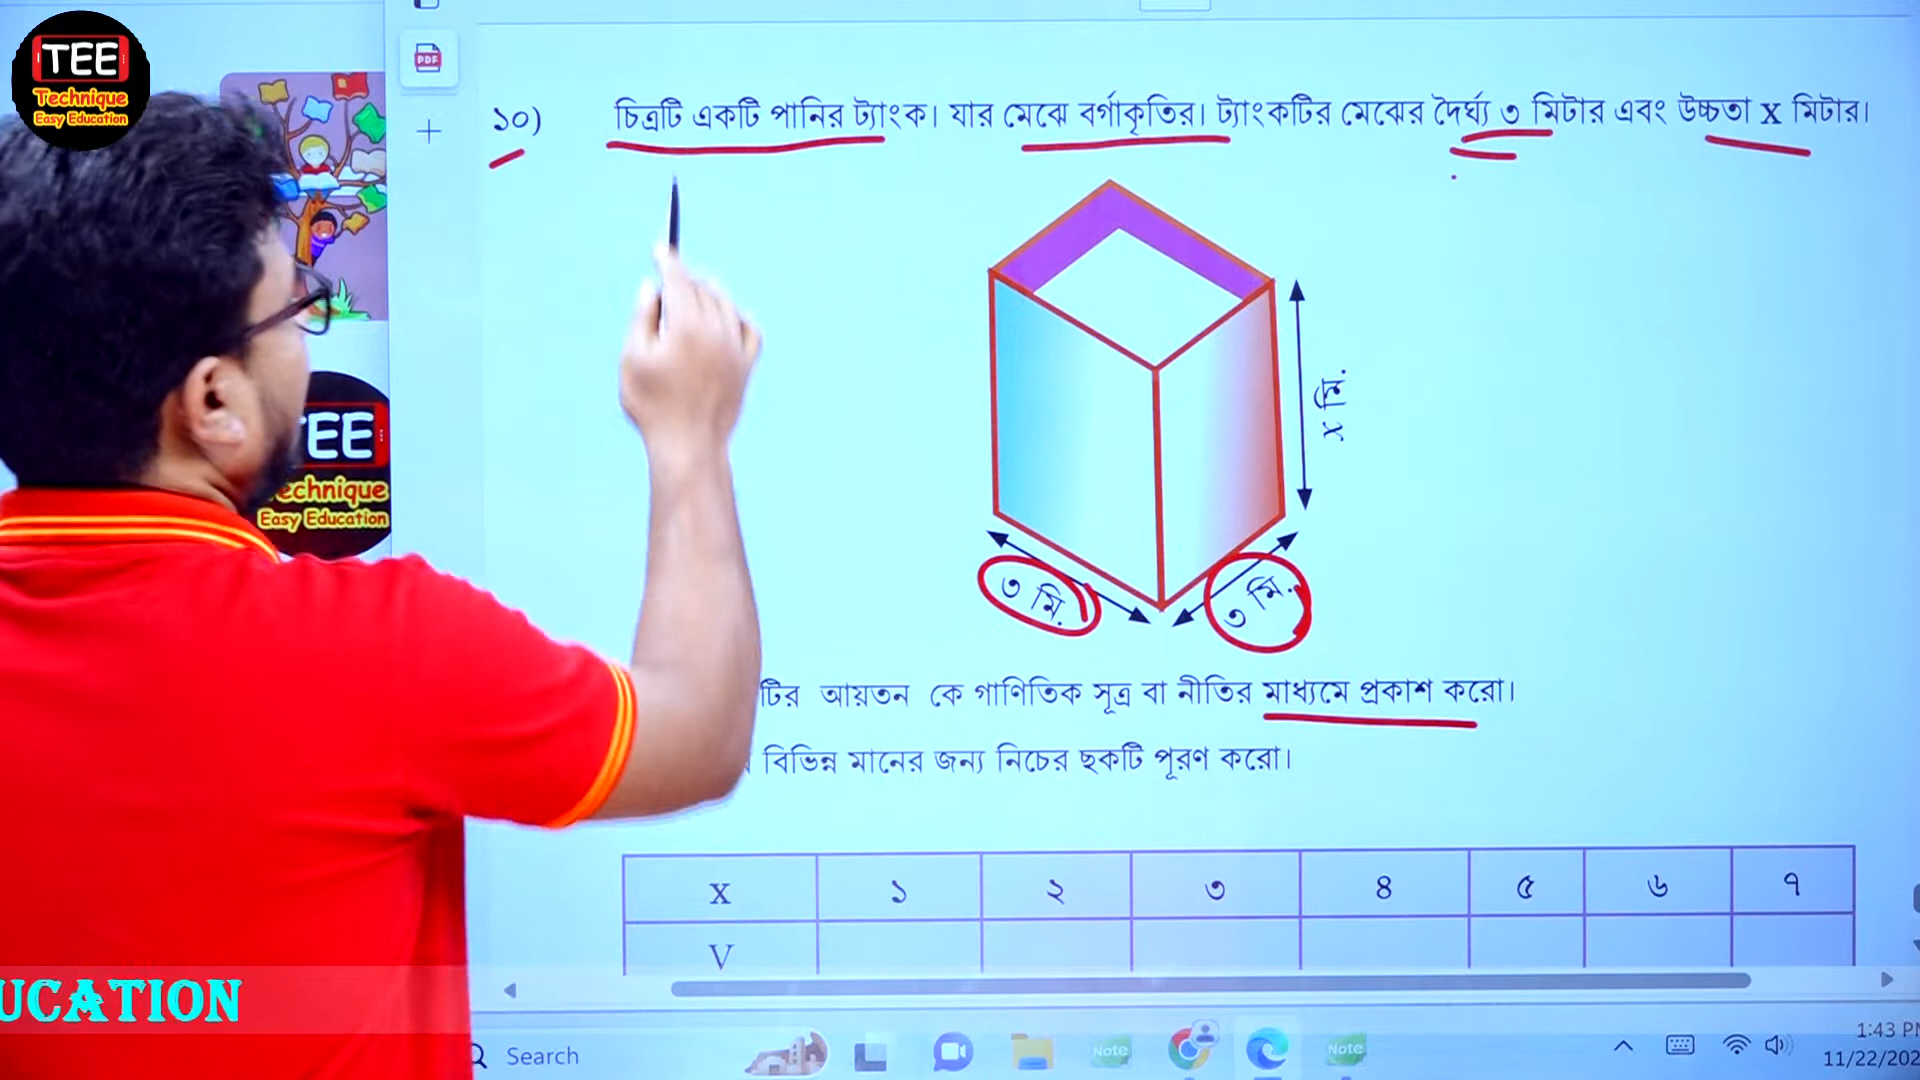 TEE
Technique
Easy Education
PDF
১০) চিত্রটি একটি পানির ট্যাংক। যার মেঝে বর্গাকৃতির। ট্যাংকটির মেঝের দৈর্ঘ্য ৩ মিটার এবং উচ্চতা x মিটার।
x মি.
৩ মি.
৩ মি.
EE
echnique
Easy Education
টির আয়তন কে গাণিতিক সূত্র বা নীতির মাধ্যমে প্রকাশ করো।
বিভিন্ন মানের জন্য নিচের ছকটি পূরণ করো।
x ১ ২ ৩ ৪ ৫ ৬ ৭
V
UCATION
Search
Note
Note
1:43 P
11/22/202